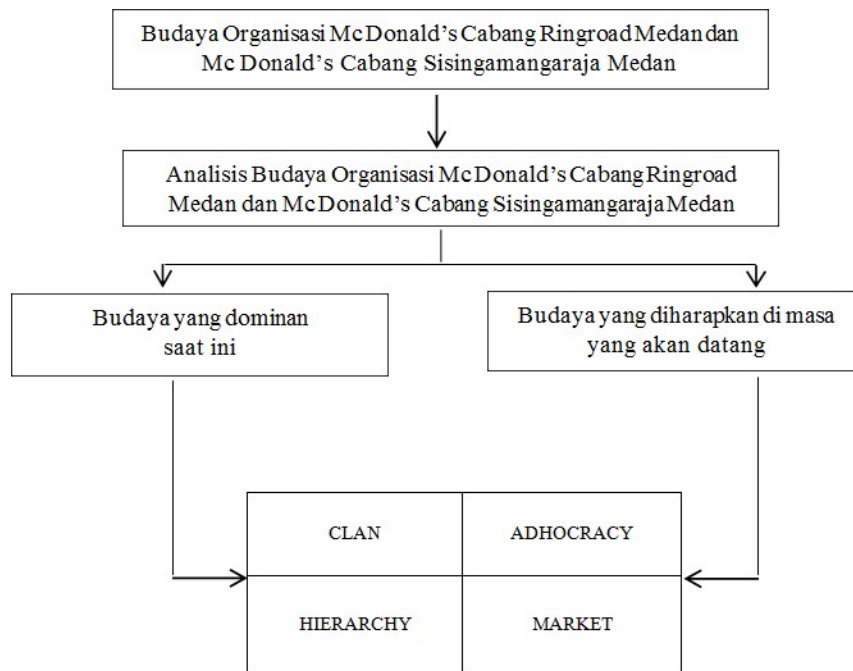 Budaya Organisasi Mc Donald's Cabang Ringroad Medan dan
Mc Donald's Cabang Sisingamangaraja Medan
Analisis Budaya Organisasi Mc Donald's Cabang Ringroad
Medan dan Mc Donald's Cabang Sisingamangaraja Medan
Budaya yang dominan
saat ini
Budaya yang diharapkan di masa
yang akan datang
CLAN
ADHOCRACY
HIERARCHY
MARKET